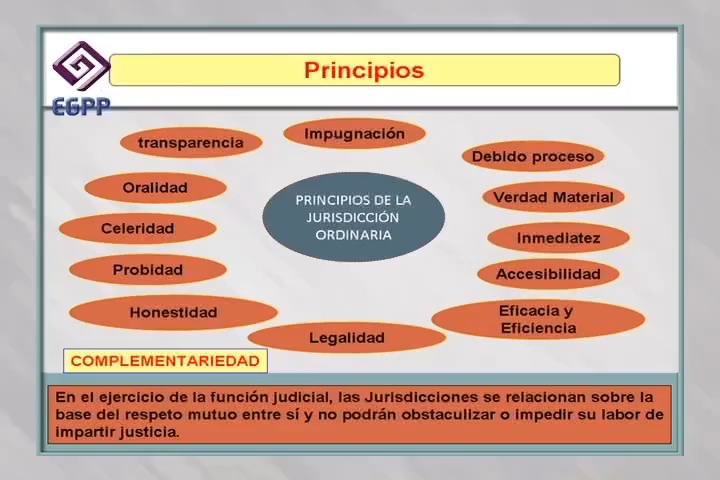 Principios
EGPP
transparencia
Impugnación
Debido proceso
Oralidad
PRINCIPIOS DE LA
JURISDICCIÓN
ORDINARIA
Verdad Material
Celeridad
Inmediatez
Probidad
Accesibilidad
Honestidad
Eficacia y
Eficiencia
Legalidad
COMPLEMENTARIEDAD
En el ejercicio de la función judicial, las Jurisdicciones se relacionan sobre la
base del respeto mutuo entre sí y no podrán obstaculizar o impedir su labor de
impartir justicia.